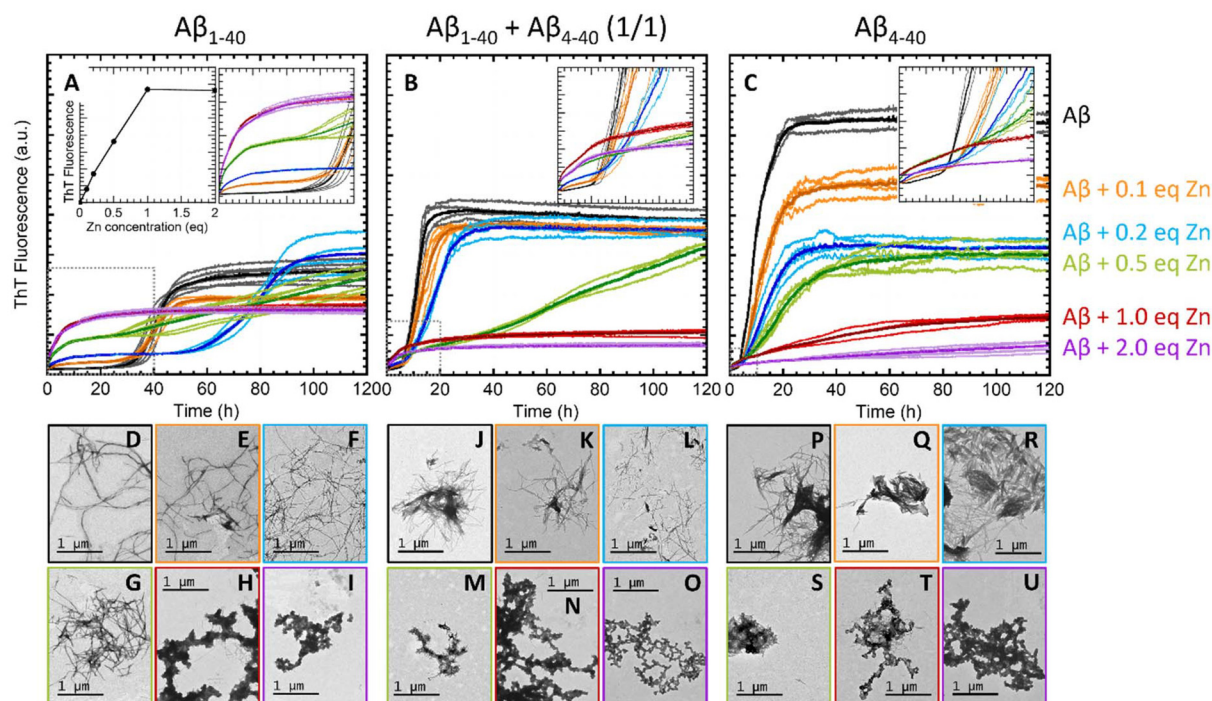 Aβ₁₋₄₀
Aβ₁₋₄₀ + Aβ₄₋₄₀ (1/1)
Aβ₄₋₄₀
ThT Fluorescence (a.u.)
A
ThT Fluorescence
0 0.5 1 2
Zn concentration (eq)
0 20 40 60 80 100 120
Time (h)
B
0 20 40 60 80 100 120
Time (h)
C
0 20 40 60 80 100 120
Time (h)
Aβ
Aβ + 0.1 eq Zn
Aβ + 0.2 eq Zn
Aβ + 0.5 eq Zn
Aβ + 1.0 eq Zn
Aβ + 2.0 eq Zn
D E F J K L P Q R
1 μm 1 μm 1 μm 1 μm 1 μm 1 μm 1 μm 1 μm 1 μm
G H I M N O S T U
1 μm 1 μm 1 μm 1 μm 1 μm 1 μm 1 μm 1 μm 1 μm